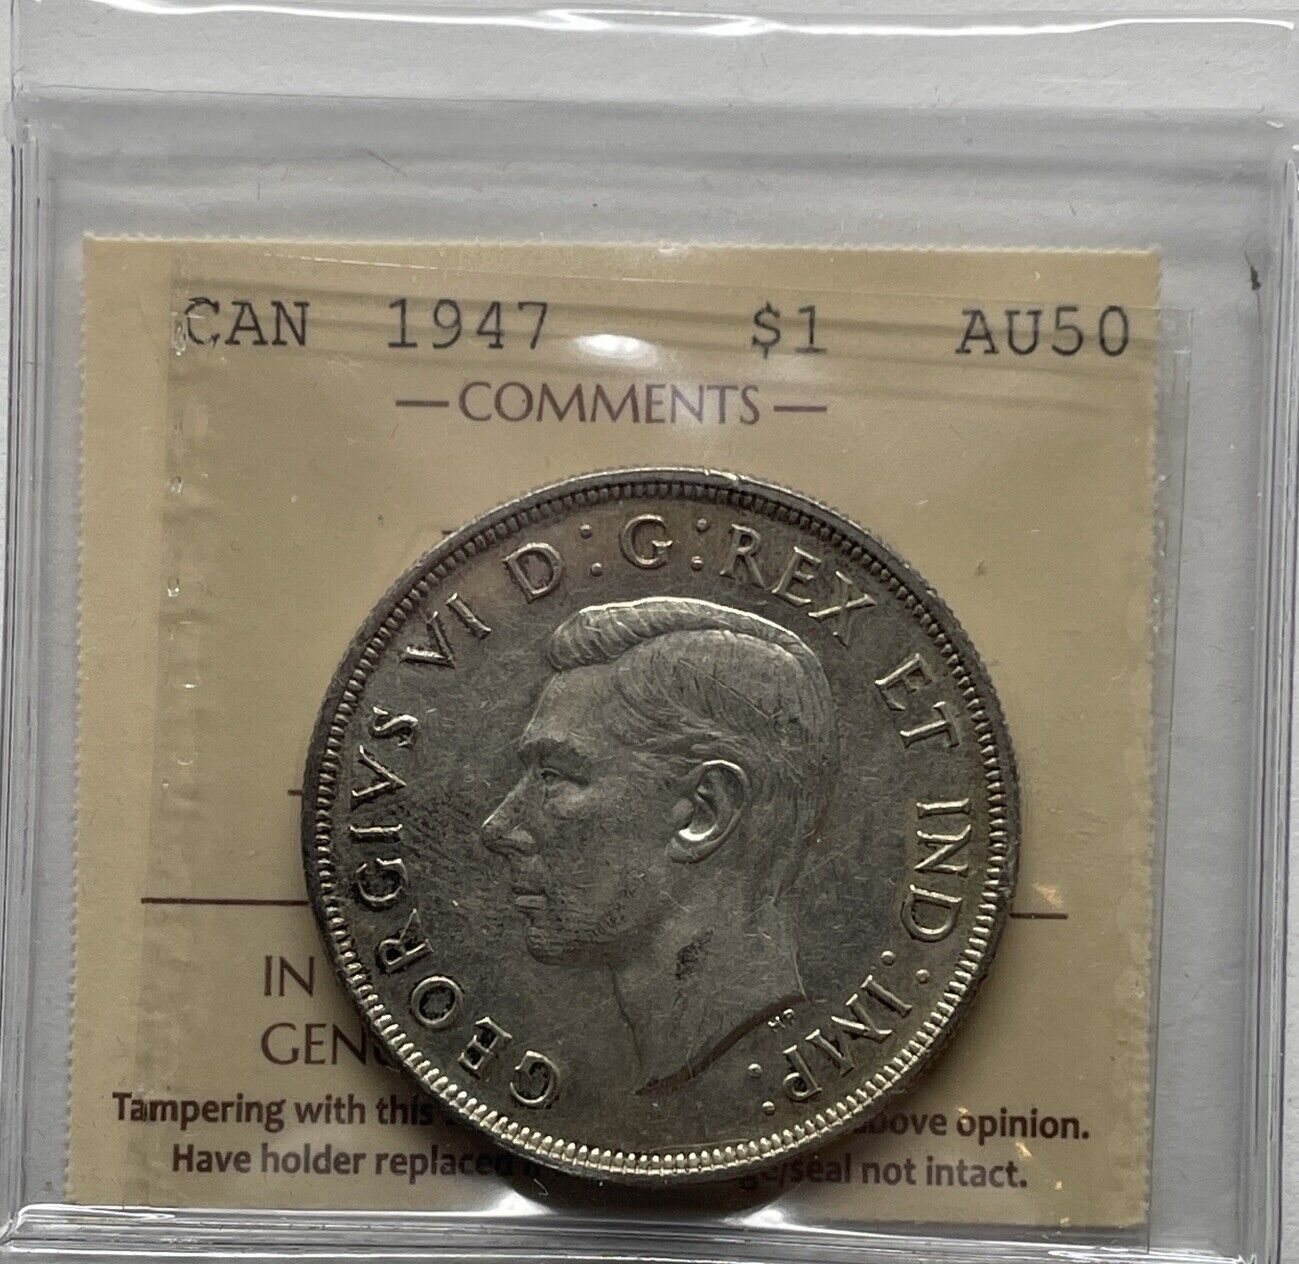 CAN 1947 $1 AU50
—COMMENTS—
GEORGIVS VI D:G:REX ET IND:IMP:
HP
IN
GEN
Tampering with this above opinion.
Have holder replaced seal not intact.